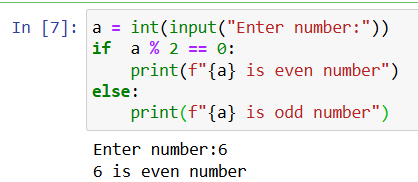 In [7]: a = int(input("Enter number:"))
if  a % 2 == 0:
    print(f"{a} is even number")
else:
    print(f"{a} is odd number")
Enter number:6
6 is even number